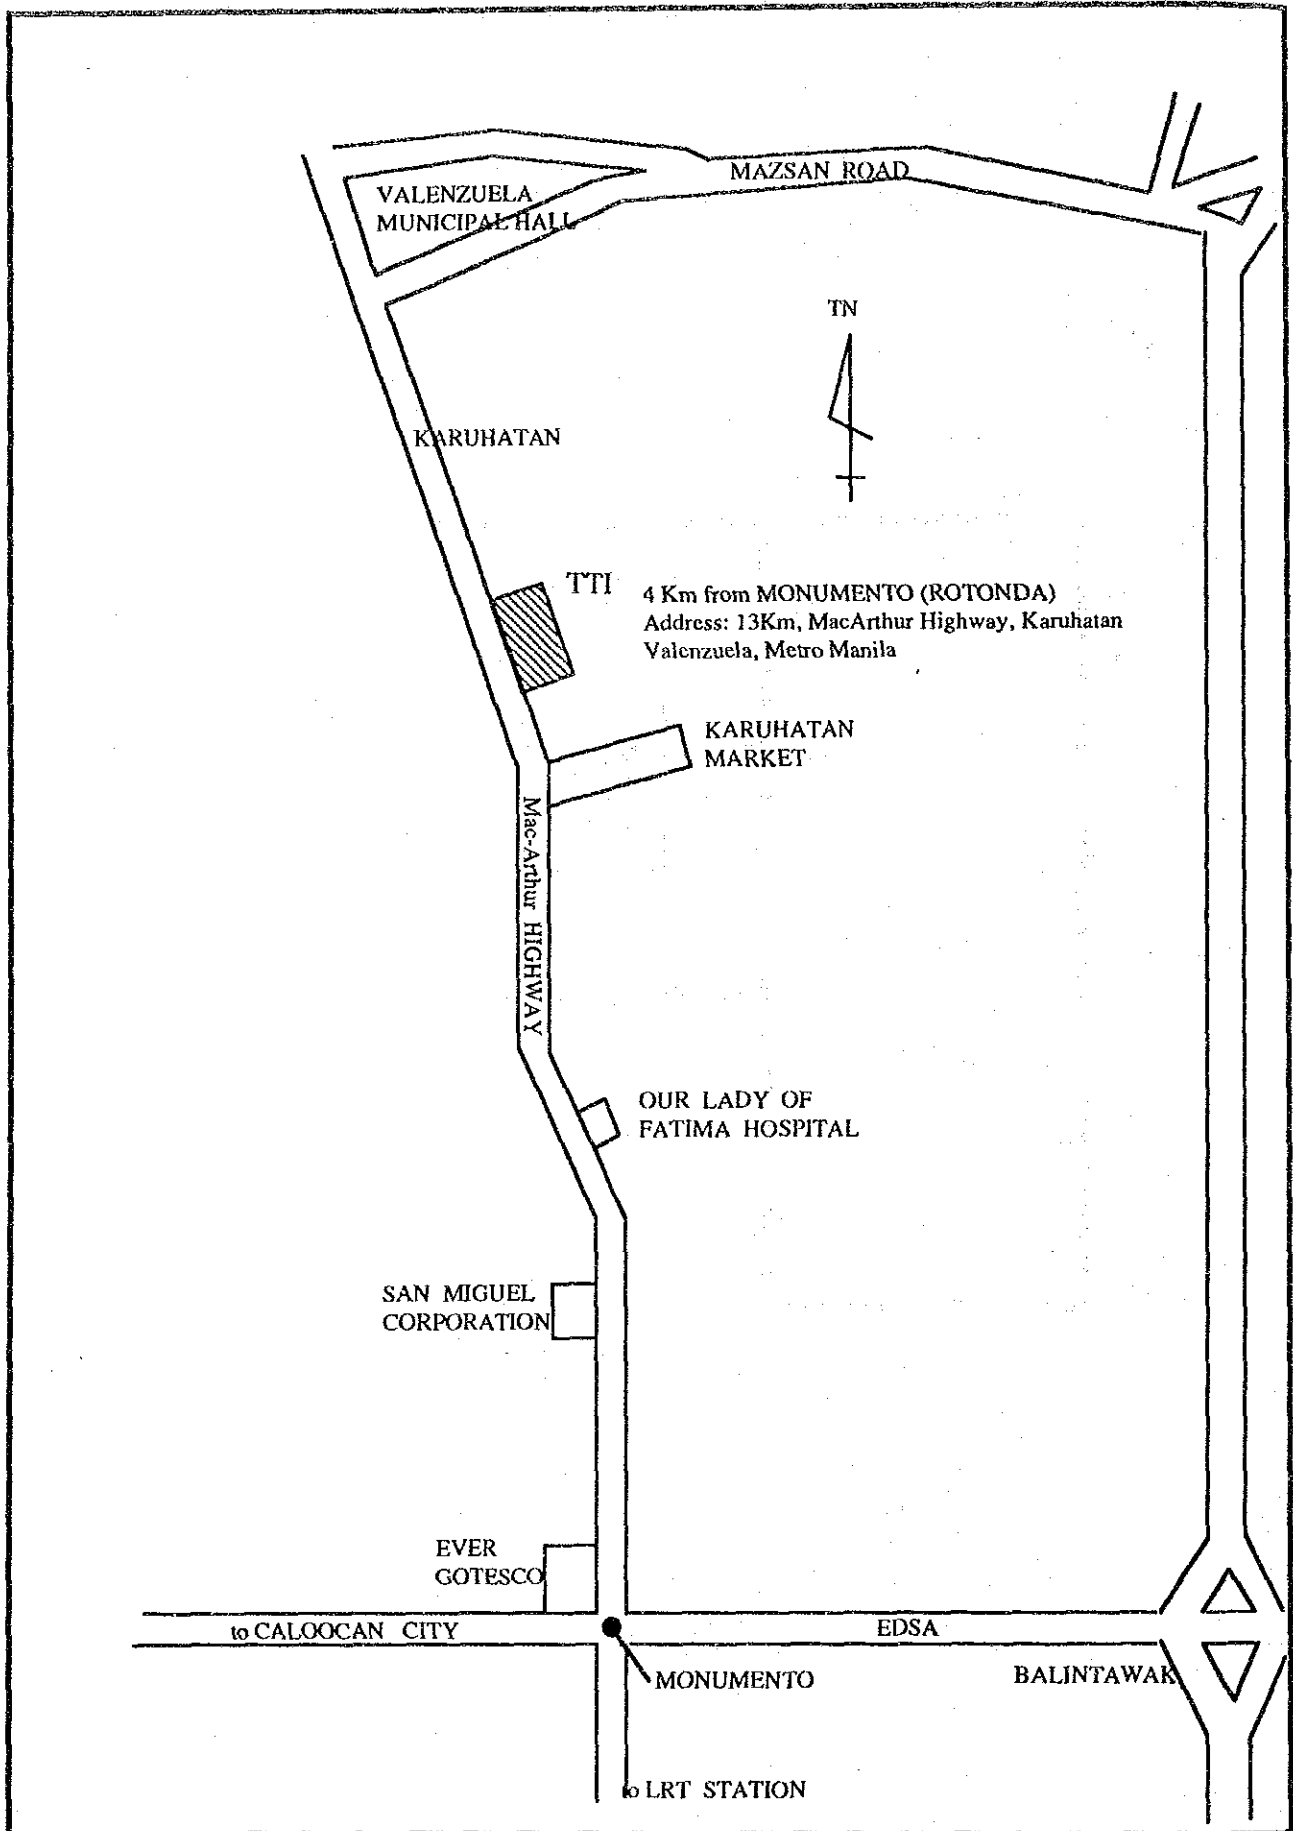 MAZSAN ROAD
VALENZUELA
MUNICIPAL HALL
TN
KARUHATAN
TTI
4 Km from MONUMENTO (ROTONDA)
Address: 13Km, MacArthur Highway, Karuhatan
Valenzuela, Metro Manila
KARUHATAN
MARKET
Mac-Arthur HIGHWAY
OUR LADY OF
FATIMA HOSPITAL
SAN MIGUEL
CORPORATION
EVER
GOTESCO
to CALOOCAN CITY
EDSA
MONUMENTO
BALINTAWAK
to LRT STATION